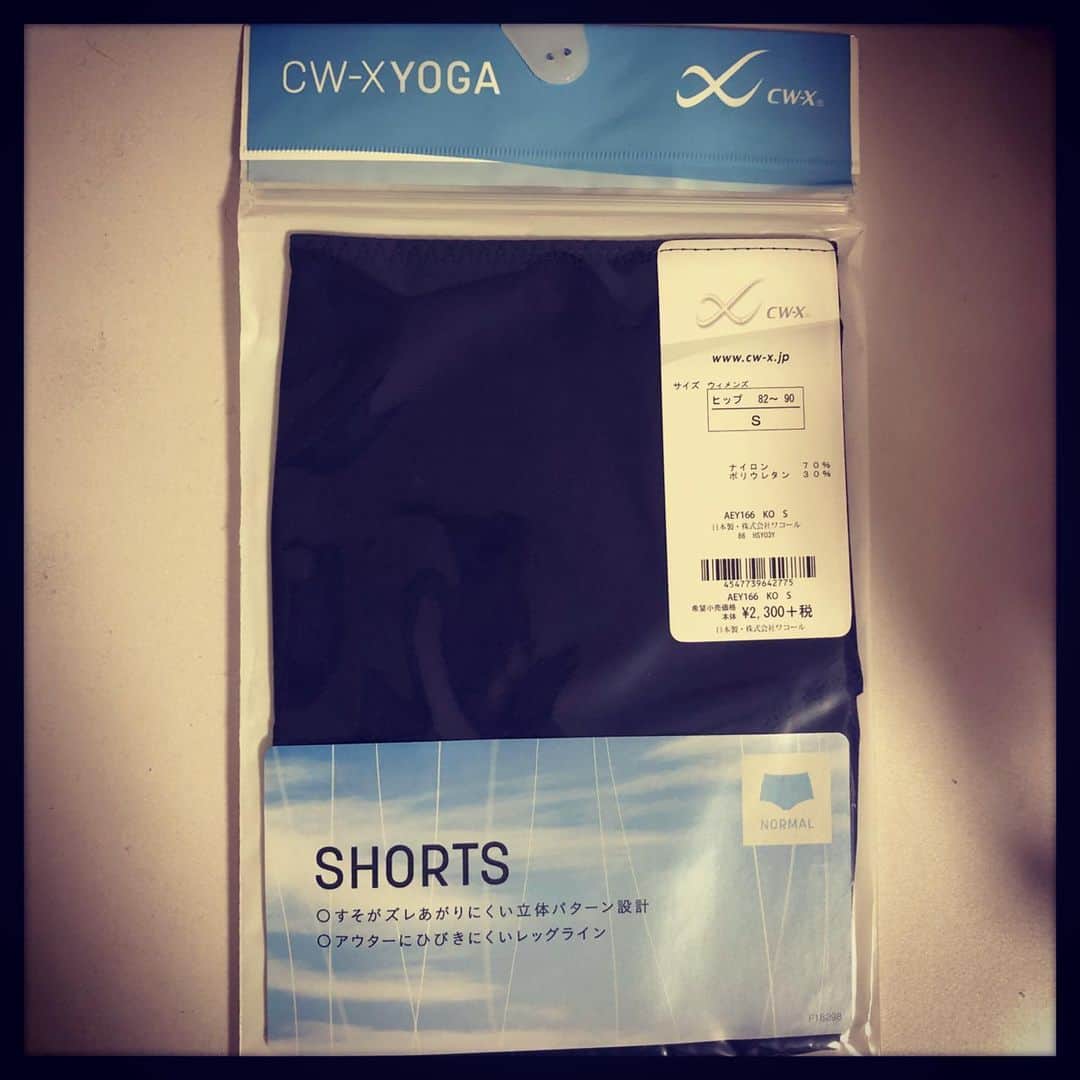 CW-XYOGA
CW-X®
CW-X®
www.cw-x.jp
サイズ ウィメンズ
ヒップ 82〜 90
S
ナイロン 70%
ポリウレタン 30%
AEY166 KO S
日本製・株式会社ワコール
86 HSY03Y
4547739642775
AEY166 KO S
希望小売価格
本体 ¥2,300+税
日本製・株式会社ワコール
NORMAL
SHORTS
○すそがズレあがりにくい立体パターン設計
○アウターにひびきにくいレッグライン
F18298